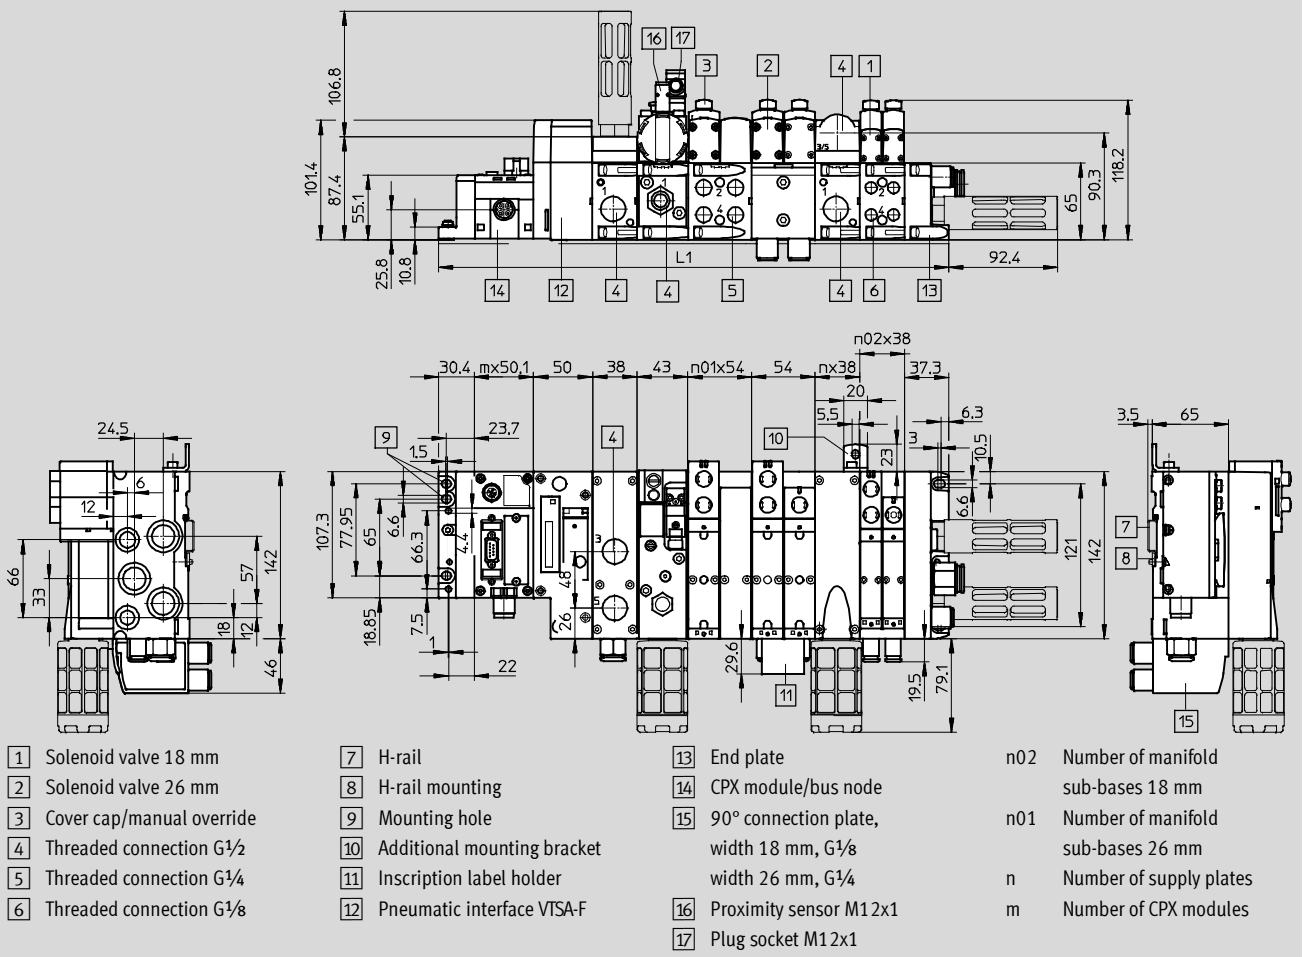 16
17
3
2
4
1
106.8
101.4
87.4
55.1
25.8
10.8
3/5
1
1
2
4
1
2
4
65
90.3
118.2
L1
92.4
14
12
4
4
5
4
6
13
n02x38
30.4
mx50,1
50
38
43
n01x54
54
nx38
37.3
20
24.5
6
12
66
33
142
57
18
12
46
9
23,7
1.5
4
5.5
10
23
6.3
3
10.5
6.6
107.3
77.95
65
6.6
66.3
4.4
3
48
5
26
121
142
18.85
7.5
1
22
29.6
11
19.5
79.1
3.5
65
7
8
15
1 Solenoid valve 18 mm
2 Solenoid valve 26 mm
3 Cover cap/manual override
4 Threaded connection G½
5 Threaded connection G¼
6 Threaded connection G⅛
7 H-rail
8 H-rail mounting
9 Mounting hole
10 Additional mounting bracket
11 Inscription label holder
12 Pneumatic interface VTSA-F
13 End plate
14 CPX module/bus node
15 90° connection plate,
width 18 mm, G⅛
width 26 mm, G¼
16 Proximity sensor M12x1
17 Plug socket M12x1
n02 Number of manifold
sub-bases 18 mm
n01 Number of manifold
sub-bases 26 mm
n Number of supply plates
m Number of CPX modules